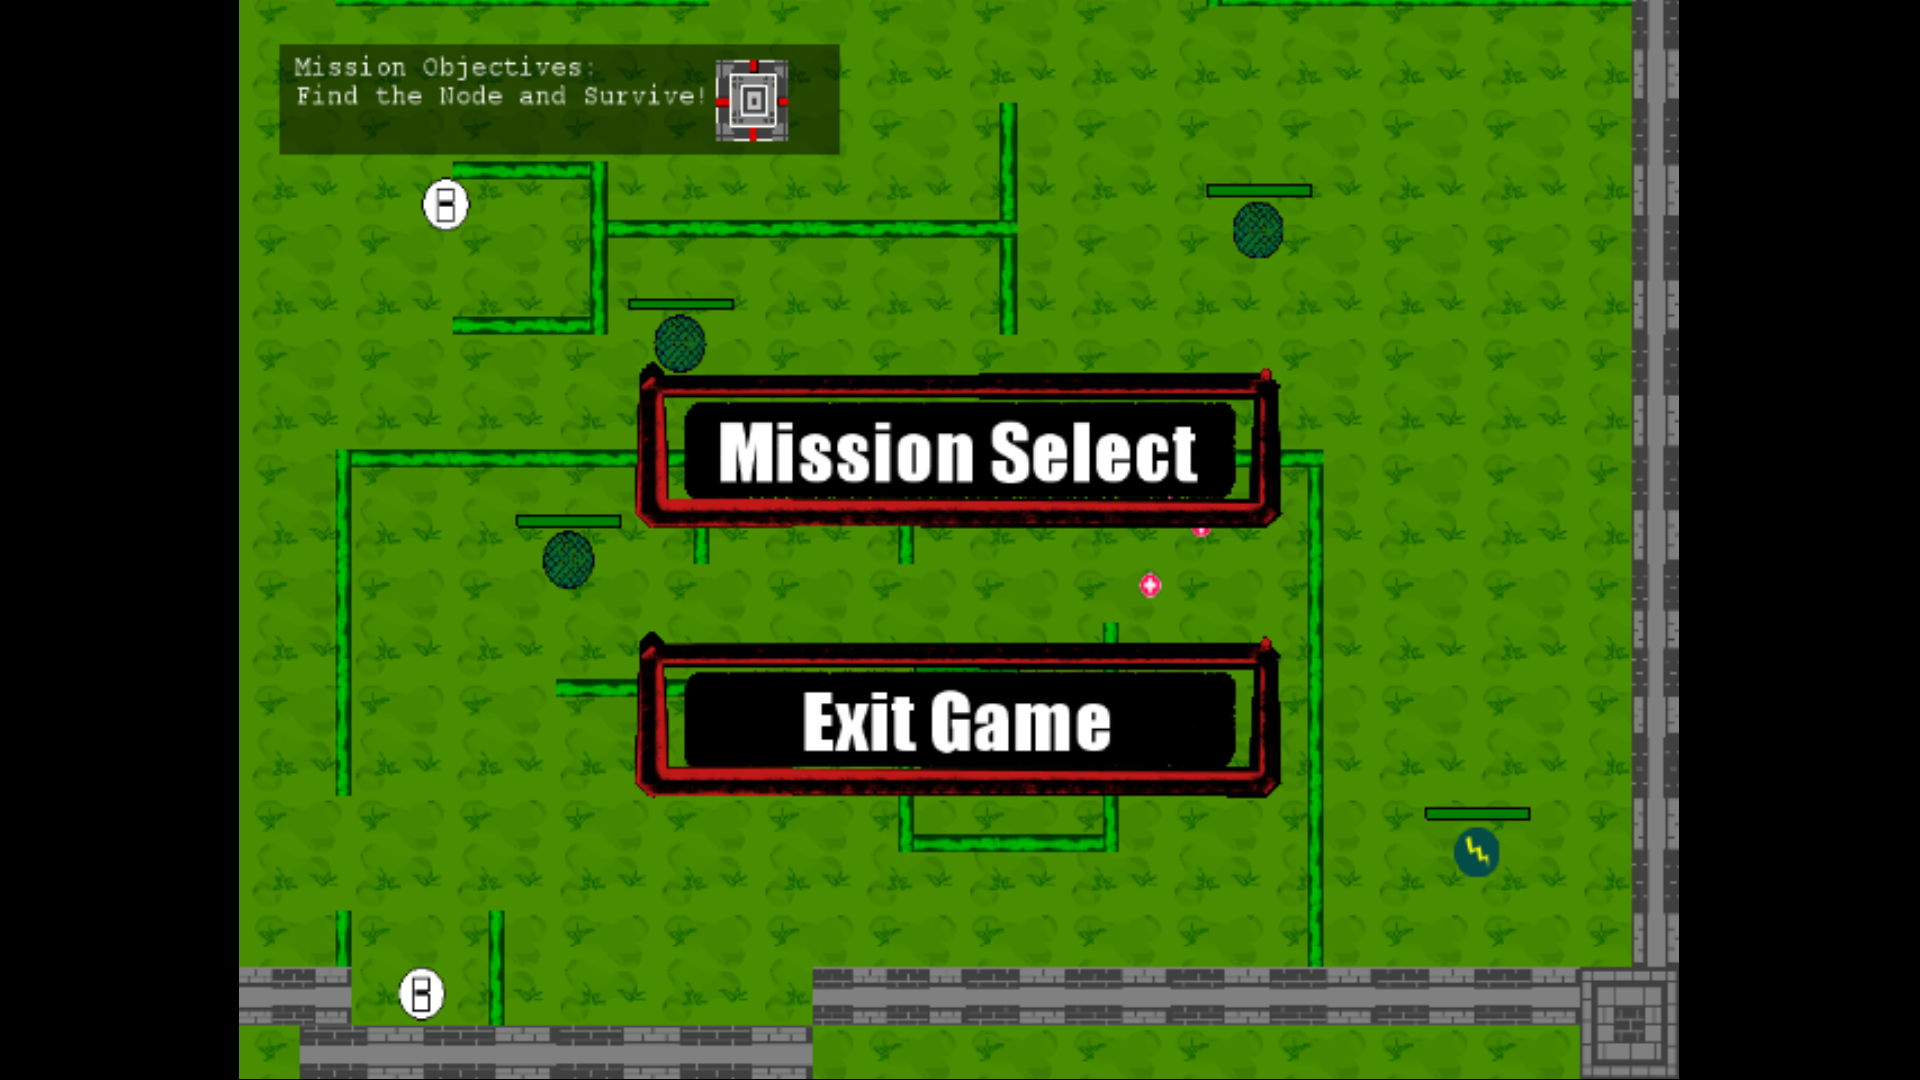 Mission Objectives:
Find the Node and Survive!
Mission Select
Exit Game